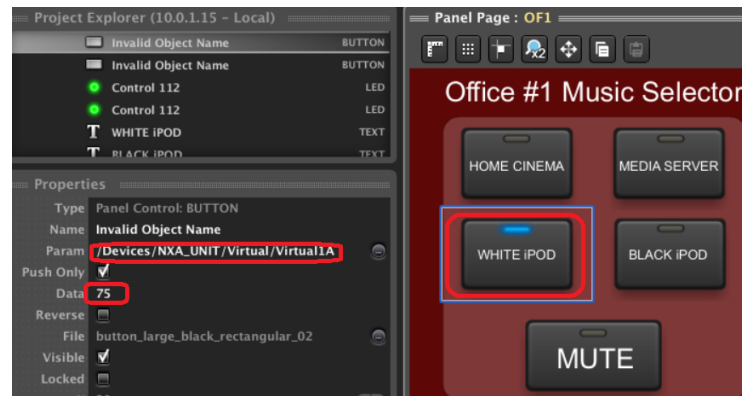 Project Explorer (10.0.1.15 – Local)
Invalid Object Name BUTTON
Invalid Object Name BUTTON
Control 112 LED
Control 112 LED
T WHITE iPOD TEXT
T BLACK iPOD TEXT
Properties
Type Panel Control: BUTTON
Name Invalid Object Name
Param /Devices/NXA_UNIT/Virtual/Virtual1A
Push Only
Data 75
Reverse
File button_large_black_rectangular_02
Visible
Locked
Panel Page : OF1
x2
Office #1 Music Selector
HOME CINEMA
MEDIA SERVER
WHITE iPOD
BLACK iPOD
MUTE